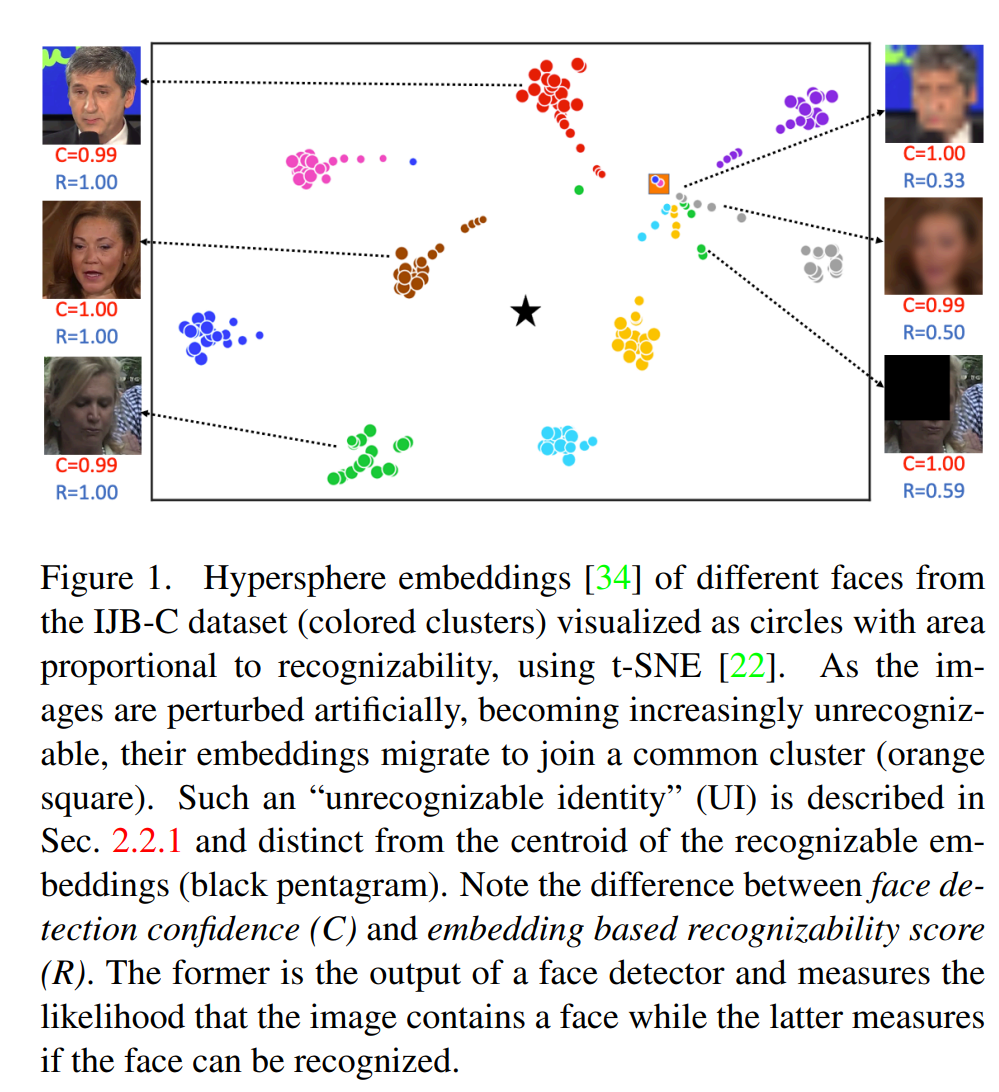 C=0.99
R=1.00
C=1.00
R=0.33
C=1.00
R=1.00
C=0.99
R=0.50
C=0.99
R=1.00
C=1.00
R=0.59
Figure 1. Hypersphere embeddings [34] of different faces from
the IJB-C dataset (colored clusters) visualized as circles with area
proportional to recognizability, using t-SNE [22]. As the im-
ages are perturbed artificially, becoming increasingly unrecogniz-
able, their embeddings migrate to join a common cluster (orange
square). Such an “unrecognizable identity” (UI) is described in
Sec. 2.2.1 and distinct from the centroid of the recognizable em-
beddings (black pentagram). Note the difference between face de-
tection confidence (C) and embedding based recognizability score
(R). The former is the output of a face detector and measures the
likelihood that the image contains a face while the latter measures
if the face can be recognized.